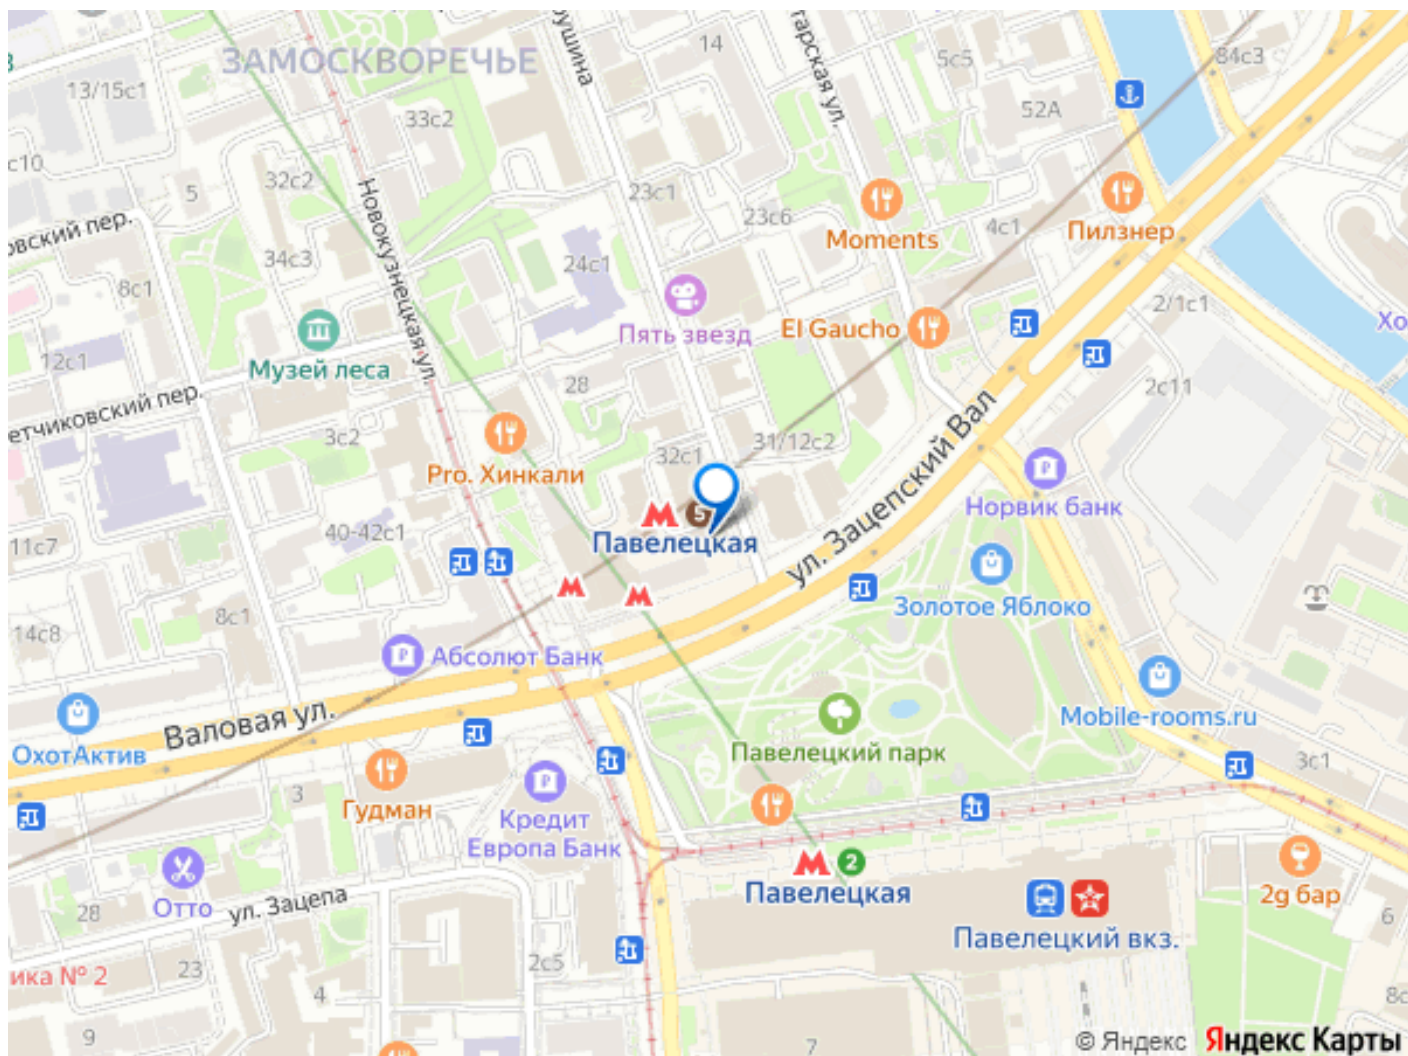 ЗАМОСКВОРЕЧЬЕ
14
5с5
84с3
13/15с1
33с2
52А
5
32с2
23с1
23с6
4с1
Moments
Пилзнер
Новокузнецкая ул.
34с3
24с1
8с1
2/1с1
Пять звезд
El Gaucho
Музей леса
12с1
28
2с11
3с2
32с1
31/12с2
Pro. Хинкали
Норвик банк
40-42с1
5
11с7
Павелецкая
ул. Зацепский Вал
Золотое Яблоко
8с1
14с8
Абсолют Банк
Валовая ул.
Mobile-rooms.ru
ОхотАктив
Павелецкий парк
3с1
3
Гудман
Кредит
Европа Банк
2
Павелецкая
Отто
ул. Зацепа
28
2g бар
6
Павелецкий вкз.
23
2с5
4
9
7
© Яндекс Яндекс Карты